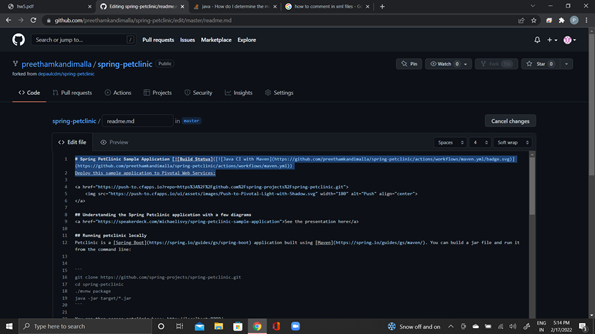 hw5.pdf
Editing spring-petclinic/readme.
java - How do I determine the m
how to comment in xml files - G
github.com/preethamkandimalla/spring-petclinic/edit/master/readme.md
Search or jump to...
/
Pull requests Issues Marketplace Explore
preethamkandimalla / spring-petclinic Public
forked from depaulcdm/spring-petclinic
Pin
Watch 0
Fork
Star 0
Code
Pull requests
Actions
Projects
Security
Insights
Settings
spring-petclinic / readme.md in master
Cancel changes
Edit file
Preview
Spaces 4 Soft wrap
1 # Spring PetClinic Sample Application [![Build Status]([![Java CI with Maven](https://github.com/preethamkandimalla/spring-petclinic/actions/workflows/maven.yml/badge.svg)]
(https://github.com/preethamkandimalla/spring-petclinic/actions/workflows/maven.yml))
2 Deploy this sample application to Pivotal Web Services:
3
4 <a href="https://push-to.cfapps.io?repo=https%3A%2F%2Fgithub.com%2Fspring-projects%2Fspring-petclinic.git">
5 <img src="https://push-to.cfapps.io/ui/assets/images/Push-to-Pivotal-Light-with-Shadow.svg" width="180" alt="Push" align="center">
6 </a>
7
8 ## Understanding the Spring Petclinic application with a few diagrams
9 <a href="https://speakerdeck.com/michaelisvy/spring-petclinic-sample-application">See the presentation here</a>
10
11 ## Running petclinic locally
12 Petclinic is a [Spring Boot](https://spring.io/guides/gs/spring-boot) application built using [Maven](https://spring.io/guides/gs/maven/). You can build a jar file and run it
from the command line:
13
14
15 ```
16 git clone https://github.com/spring-projects/spring-petclinic.git
17 cd spring-petclinic
18 ./mvnw package
19 java -jar target/*.jar
20 ```
21
Type here to search
Snow off and on
ENG
IN
5:14 PM
2/17/2022